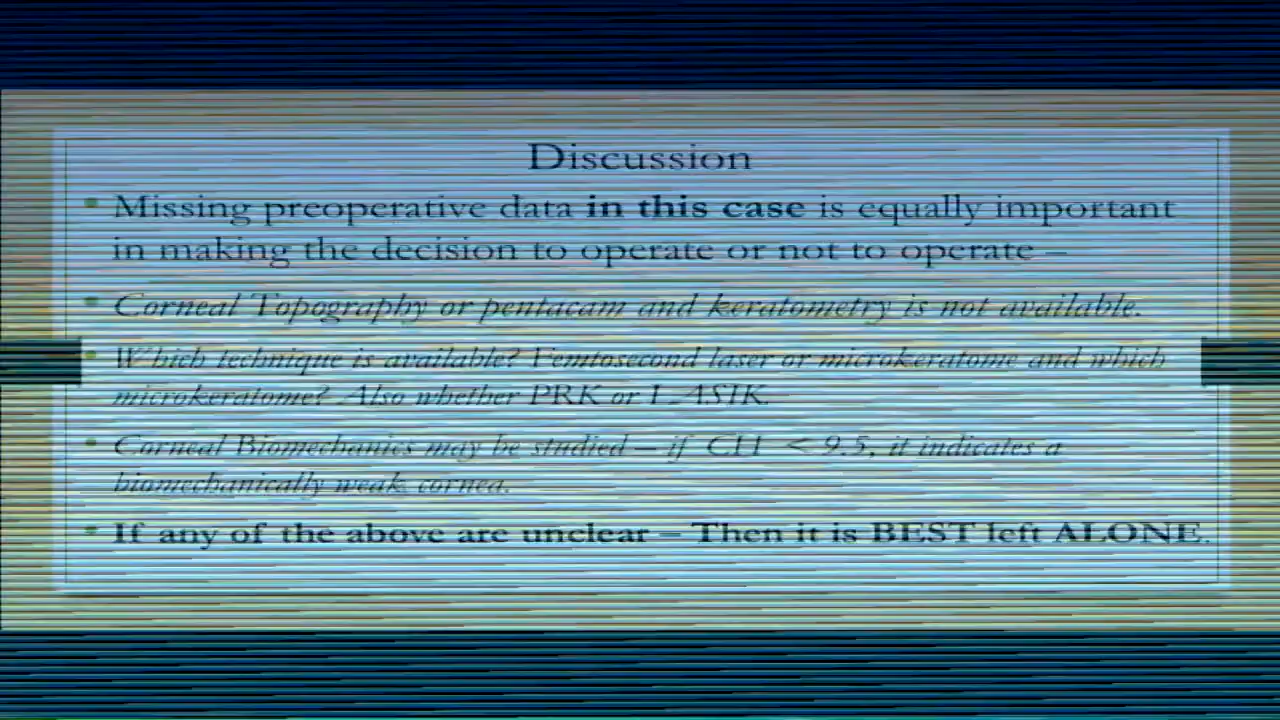 Discussion
Missing preoperative data in this case is equally important
in making the decision to operate or not to operate –
Corneal Topography or pentacam and keratometry is not available.
Which technique is available? Femtosecond laser or microkeratome and which
microkeratome? Also whether PRK or LASIK.
Corneal Biomechanics may be studied – if CH < 9.5, it indicates a
biomechanically weak cornea.
If any of the above are unclear – Then it is BEST left ALONE.